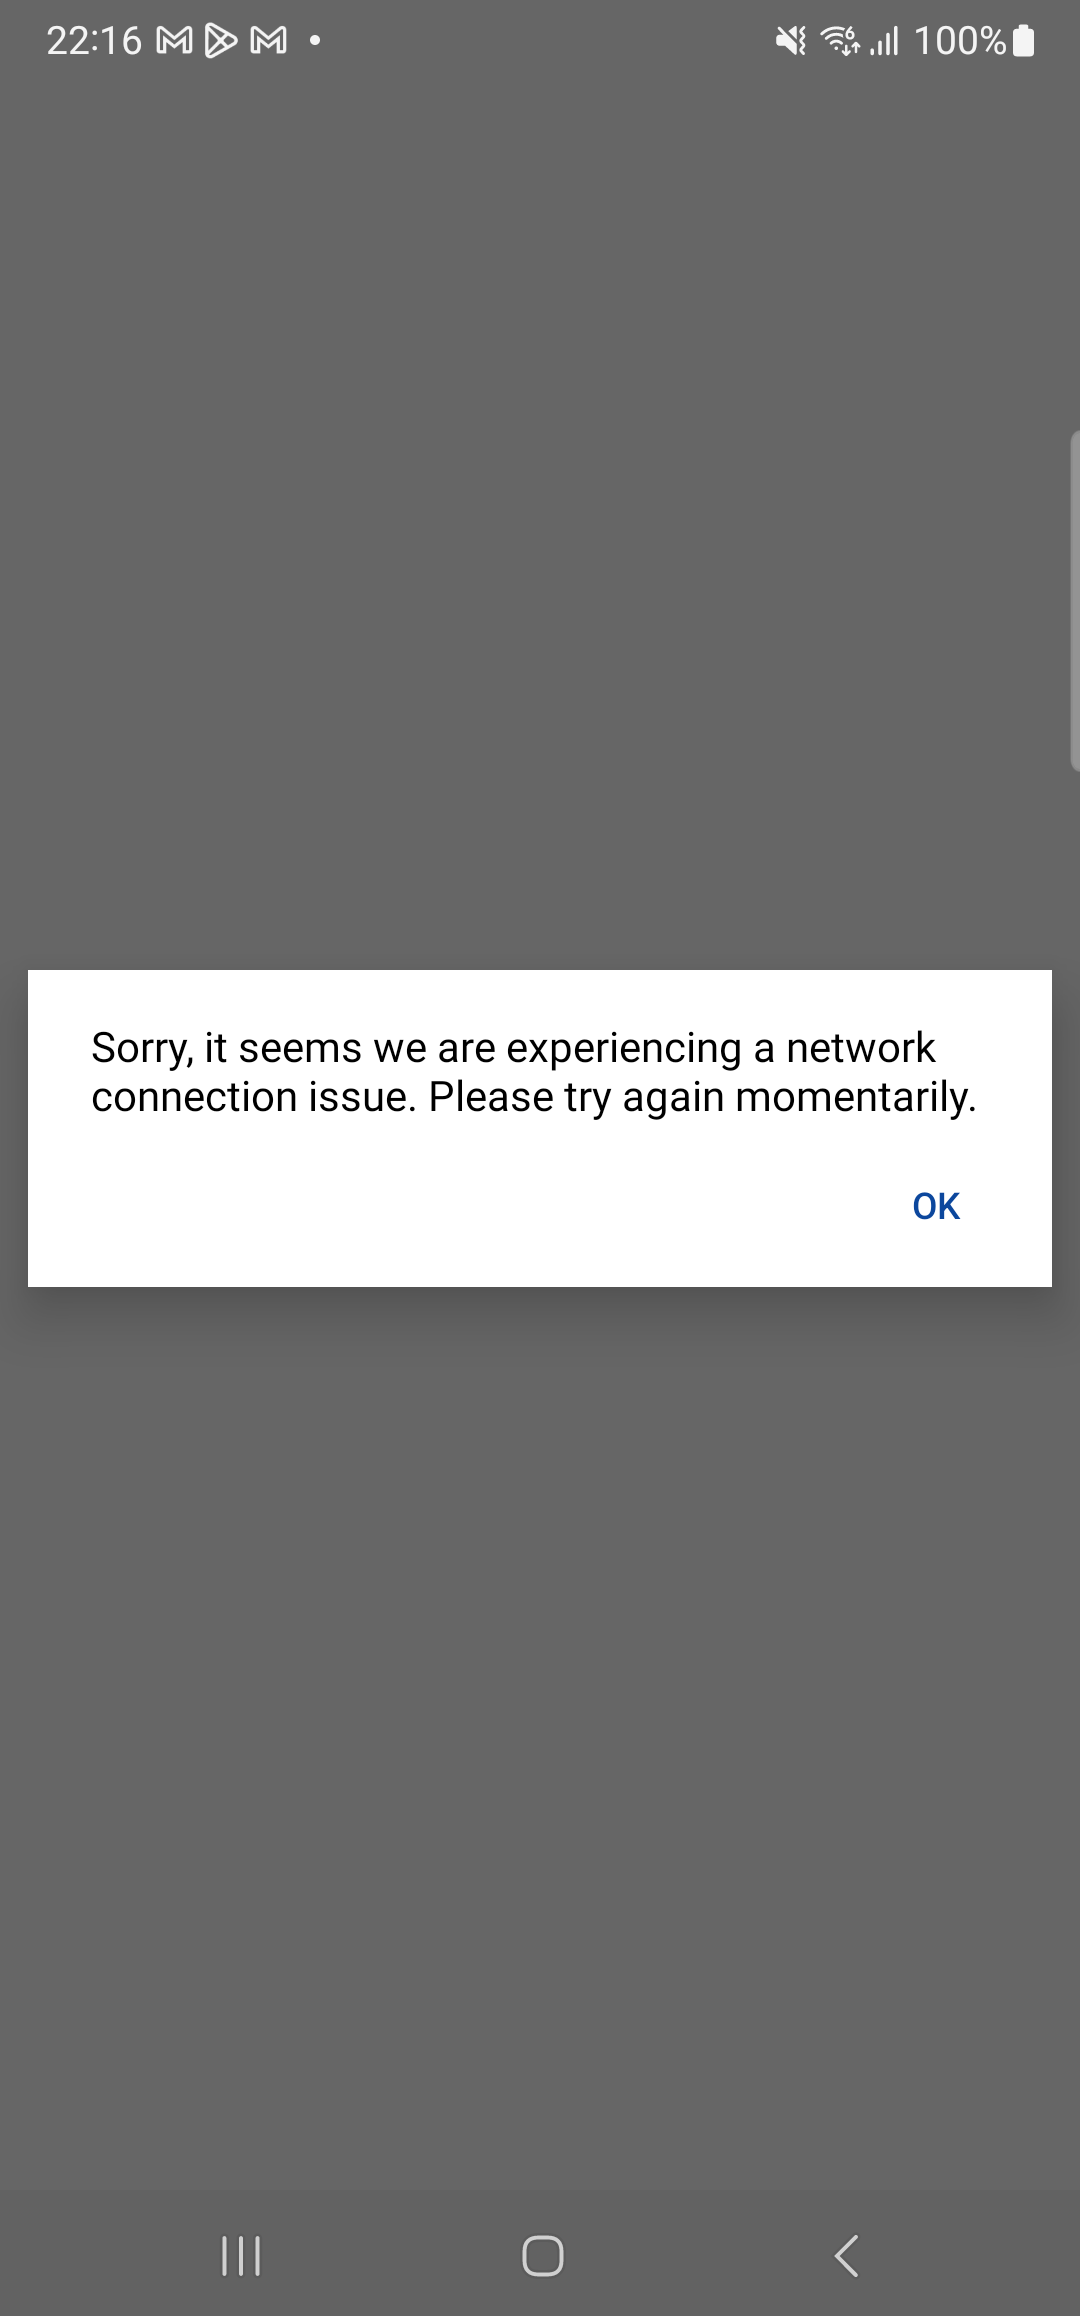 22:16 100%
Sorry, it seems we are experiencing a network
connection issue. Please try again momentarily.
OK